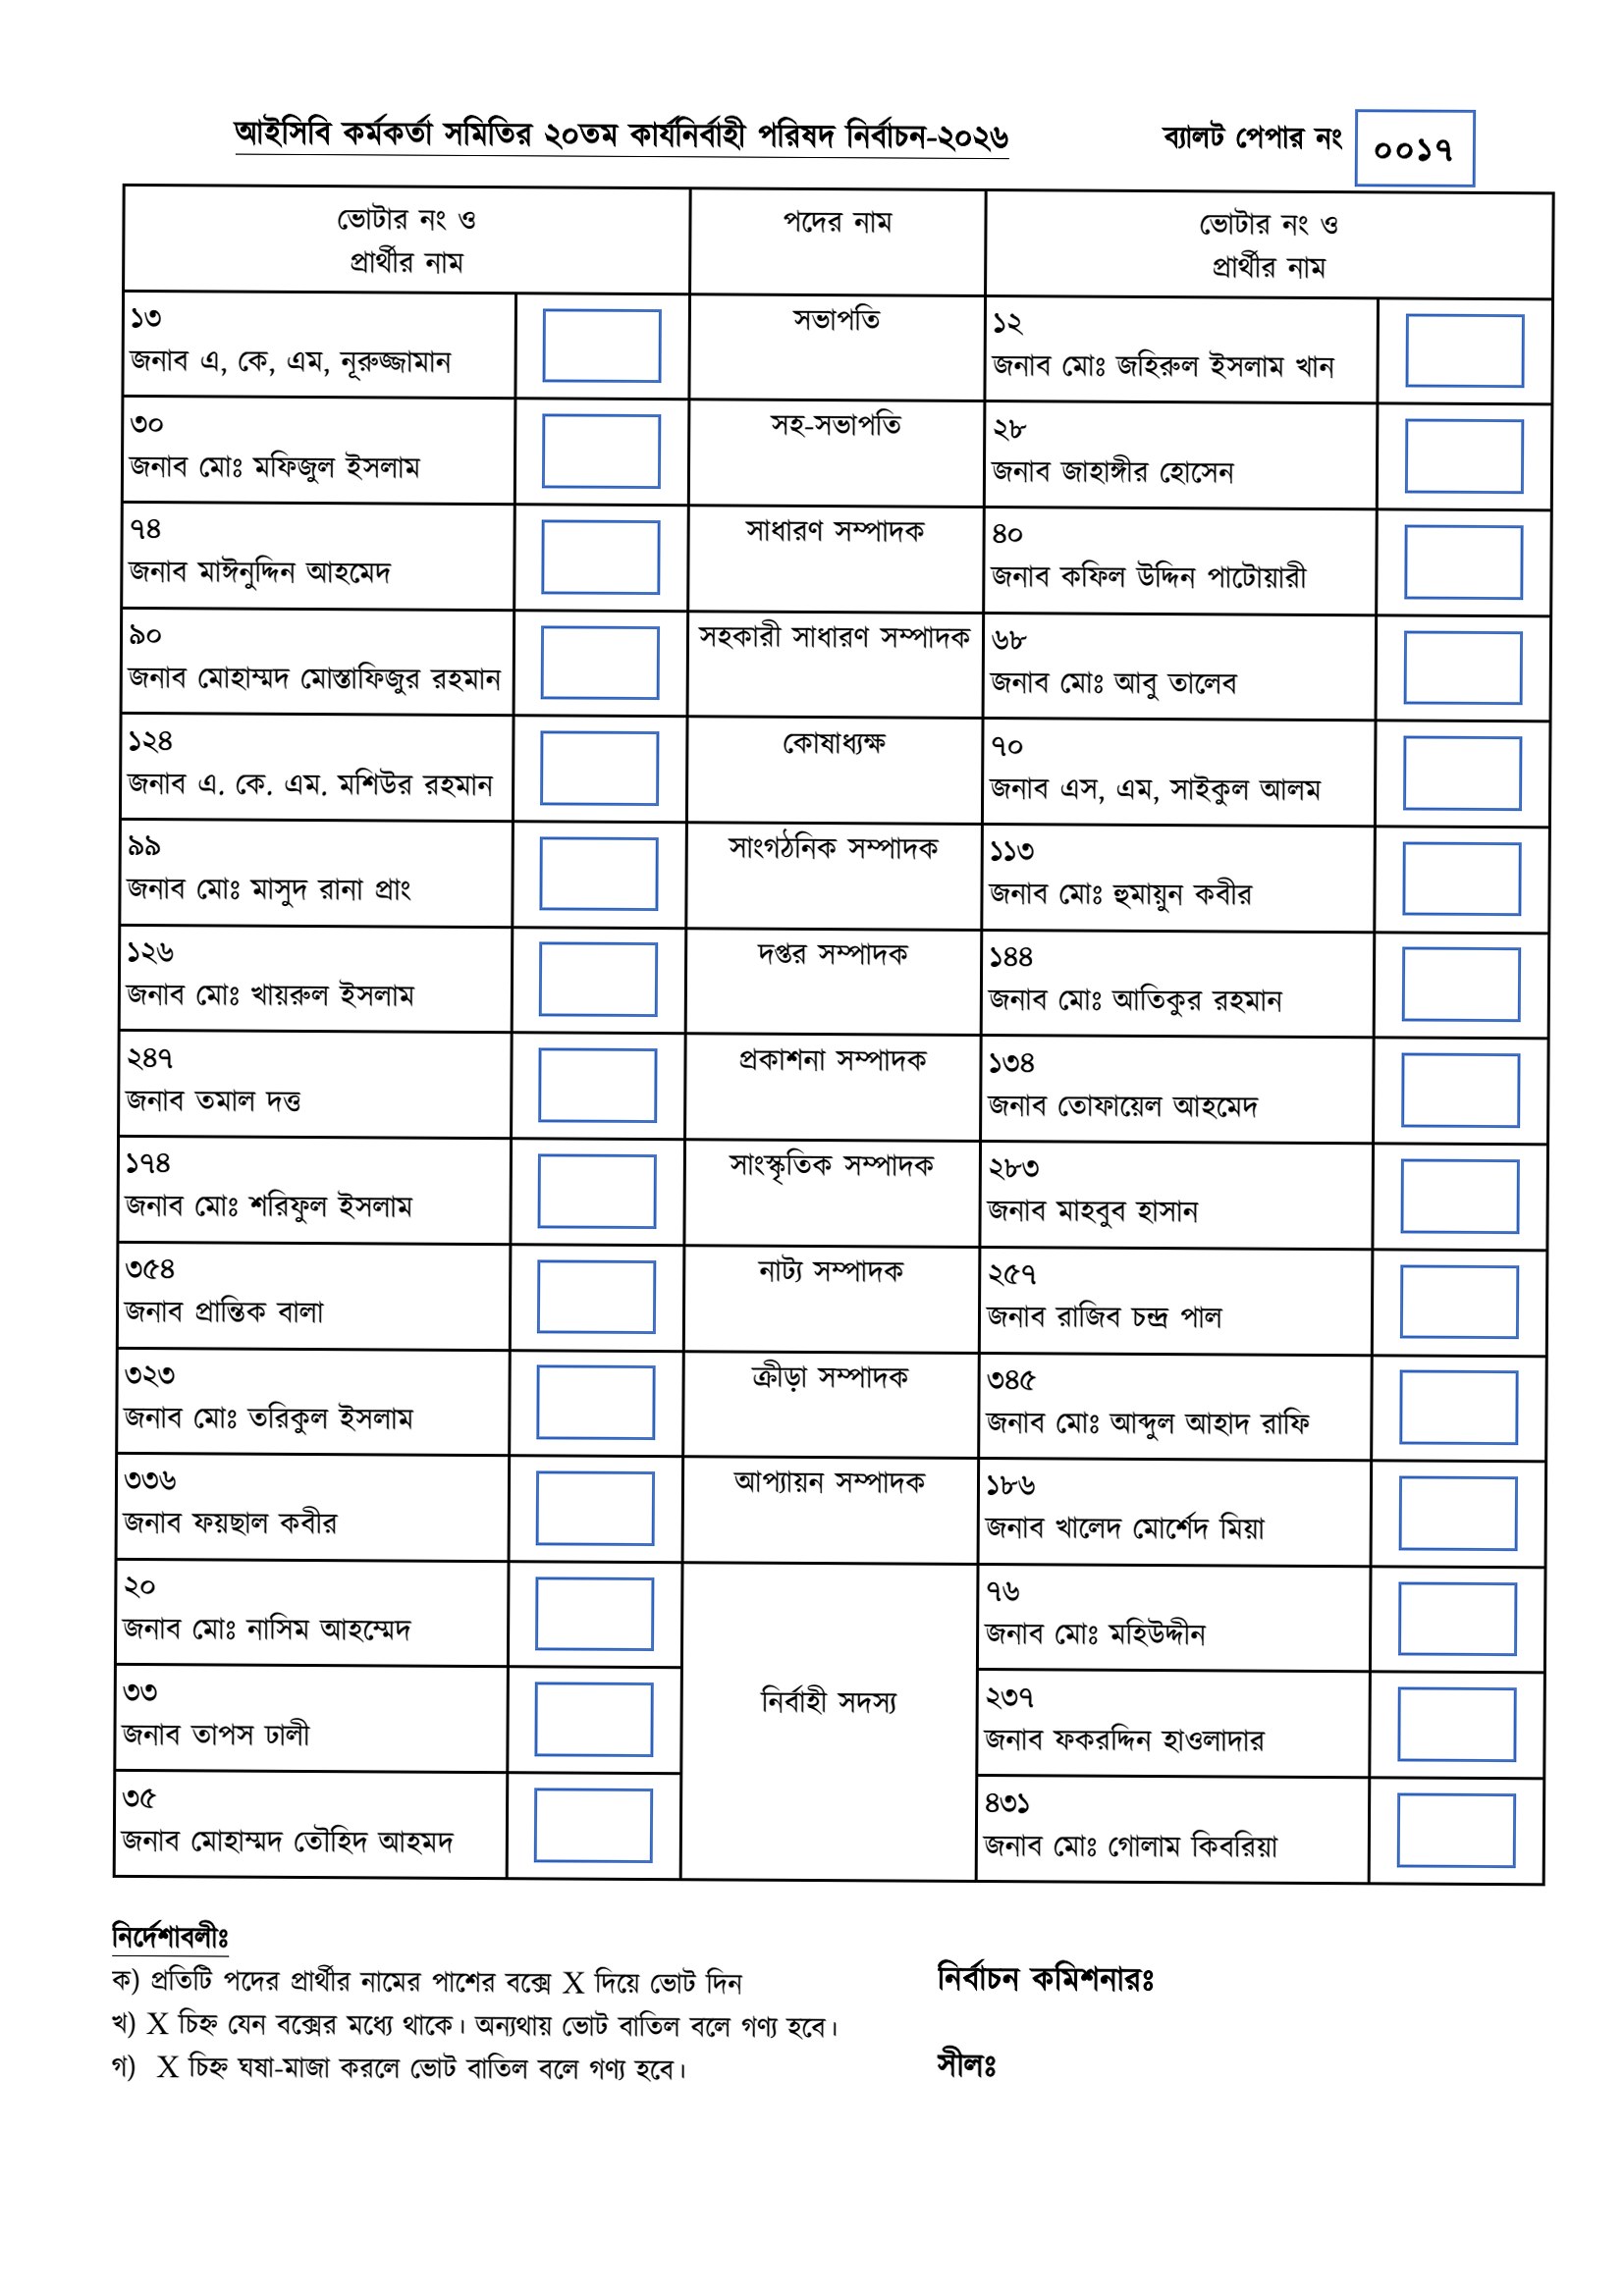 আইসিবি কর্মকর্তা সমিতির ২০তম কার্যনির্বাহী পরিষদ নির্বাচন-২০২৬
ব্যালট পেপার নং ০০১৭
ভোটার নং ও
প্রার্থীর নাম
পদের নাম
ভোটার নং ও
প্রার্থীর নাম
১৩
জনাব এ, কে, এম, নূরুজ্জামান
সভাপতি
১২
জনাব মোঃ জহিরুল ইসলাম খান
৩০
জনাব মোঃ মফিজুল ইসলাম
সহ-সভাপতি
২৮
জনাব জাহাঙ্গীর হোসেন
৭৪
জনাব মাঈনুদ্দিন আহমেদ
সাধারণ সম্পাদক
৪০
জনাব কফিল উদ্দিন পাটোয়ারী
৯০
জনাব মোহাম্মদ মোস্তাফিজুর রহমান
সহকারী সাধারণ সম্পাদক
৬৮
জনাব মোঃ আবু তালেব
১২৪
জনাব এ. কে. এম. মশিউর রহমান
কোষাধ্যক্ষ
৭০
জনাব এস, এম, সাইকুল আলম
৯৯
জনাব মোঃ মাসুদ রানা প্রাং
সাংগঠনিক সম্পাদক
১১৩
জনাব মোঃ হুমায়ুন কবীর
১২৬
জনাব মোঃ খায়রুল ইসলাম
দপ্তর সম্পাদক
১৪৪
জনাব মোঃ আতিকুর রহমান
২৪৭
জনাব তমাল দত্ত
প্রকাশনা সম্পাদক
১৩৪
জনাব তোফায়েল আহমেদ
১৭৪
জনাব মোঃ শরিফুল ইসলাম
সাংস্কৃতিক সম্পাদক
২৮৩
জনাব মাহবুব হাসান
৩৫৪
জনাব প্রান্তিক বালা
নাট্য সম্পাদক
২৫৭
জনাব রাজিব চন্দ্র পাল
৩২৩
জনাব মোঃ তরিকুল ইসলাম
ক্রীড়া সম্পাদক
৩৪৫
জনাব মোঃ আব্দুল আহাদ রাফি
৩৩৬
জনাব ফয়ছাল কবীর
আপ্যায়ন সম্পাদক
১৮৬
জনাব খালেদ মোর্শেদ মিয়া
২০
জনাব মোঃ নাসিম আহম্মেদ
৭৬
জনাব মোঃ মহিউদ্দীন
৩৩
জনাব তাপস ঢালী
নির্বাহী সদস্য
২৩৭
জনাব ফকরদ্দিন হাওলাদার
৩৫
জনাব মোহাম্মদ তৌহিদ আহমদ
৪৩১
জনাব মোঃ গোলাম কিবরিয়া
নির্দেশাবলীঃ
ক) প্রতিটি পদের প্রার্থীর নামের পাশের বক্সে X দিয়ে ভোট দিন
নির্বাচন কমিশনারঃ
খ) X চিহ্ন যেন বক্সের মধ্যে থাকে। অন্যথায় ভোট বাতিল বলে গণ্য হবে।
গ) X চিহ্ন ঘষা-মাজা করলে ভোট বাতিল বলে গণ্য হবে।
সীলঃ